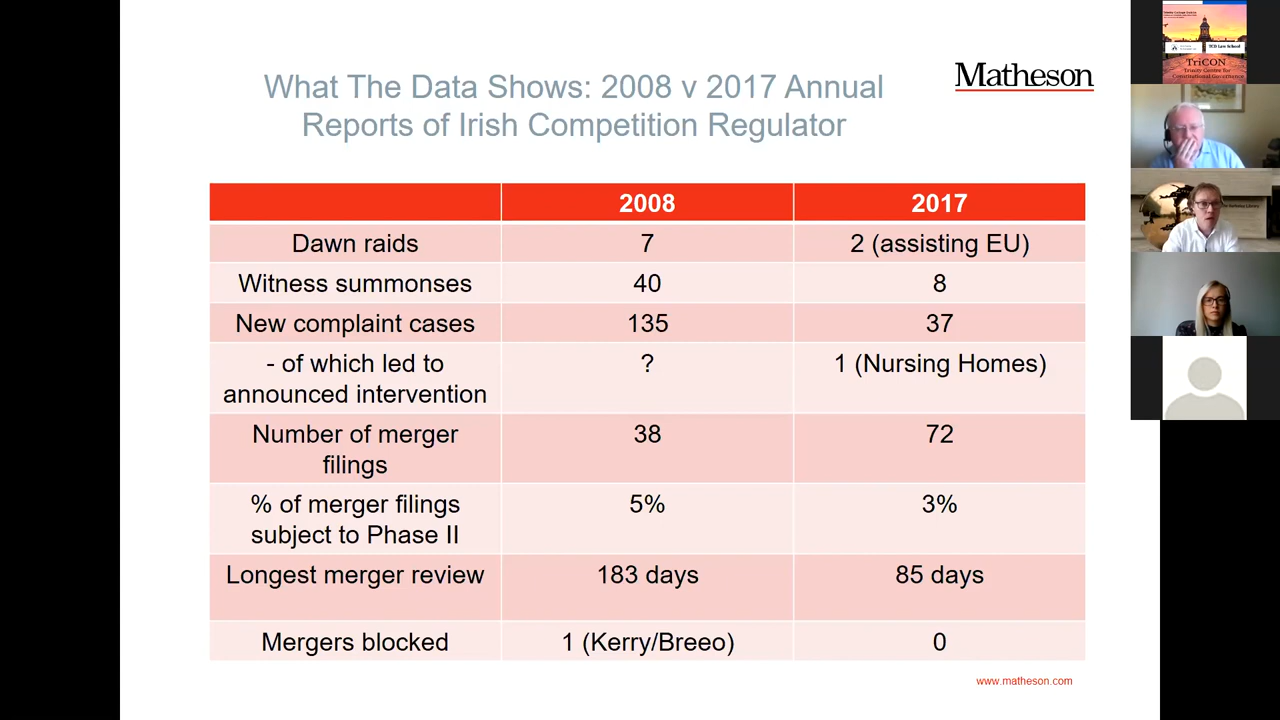 What The Data Shows: 2008 v 2017 Annual
Reports of Irish Competition Regulator
Matheson
2008
2017
Dawn raids
7
2 (assisting EU)
Witness summonses
40
8
New complaint cases
135
37
- of which led to
announced intervention
?
1 (Nursing Homes)
Number of merger
filings
38
72
% of merger filings
subject to Phase II
5%
3%
Longest merger review
183 days
85 days
Mergers blocked
1 (Kerry/Breeo)
0
www.matheson.com
TCD Law School
TriCON
Trinity Centre for
Constitutional Governance